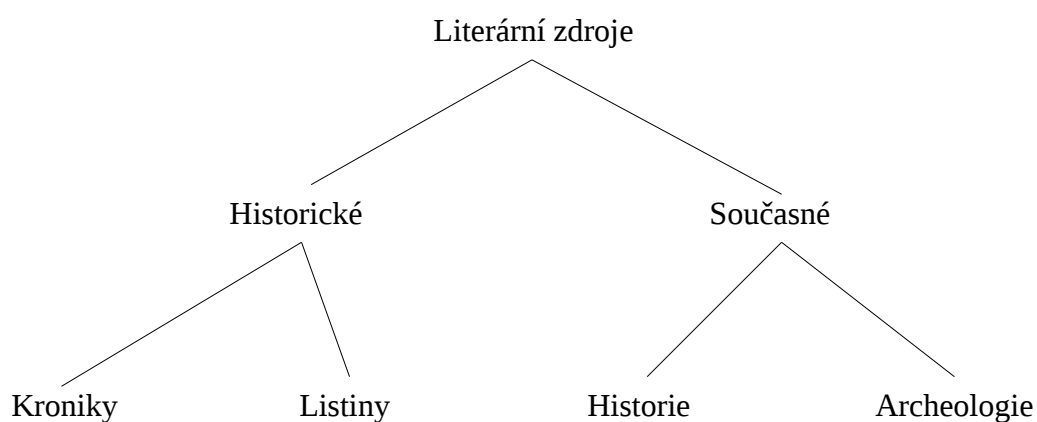 Literární zdroje
Historické Současné
Kroniky Listiny Historie Archeologie